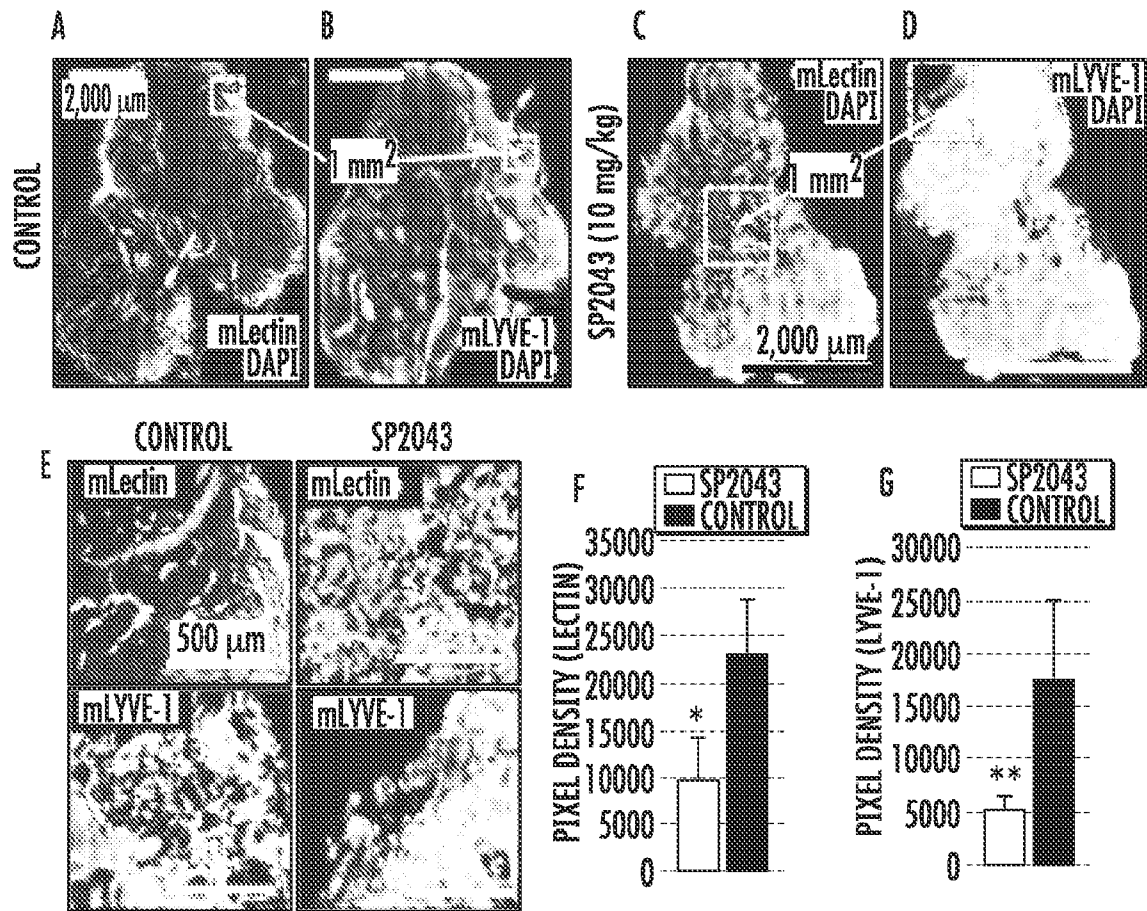 A
B
C
D
CONTROL
2,000 µm
mLectin
DAPI
1 mm2
mLYVE-1
DAPI
SP2043 (10 mg/kg)
mLectin
DAPI
1 mm2
2,000 µm
mLYVE-1
DAPI
E
CONTROL
SP2043
mLectin
500 µm
mLectin
mLYVE-1
mLYVE-1
F
SP2043
CONTROL
PIXEL DENSITY (LECTIN)
35000
30000
25000
20000
15000
10000
5000
0
*
G
SP2043
CONTROL
PIXEL DENSITY (LYVE-1)
30000
25000
20000
15000
10000
5000
0
**